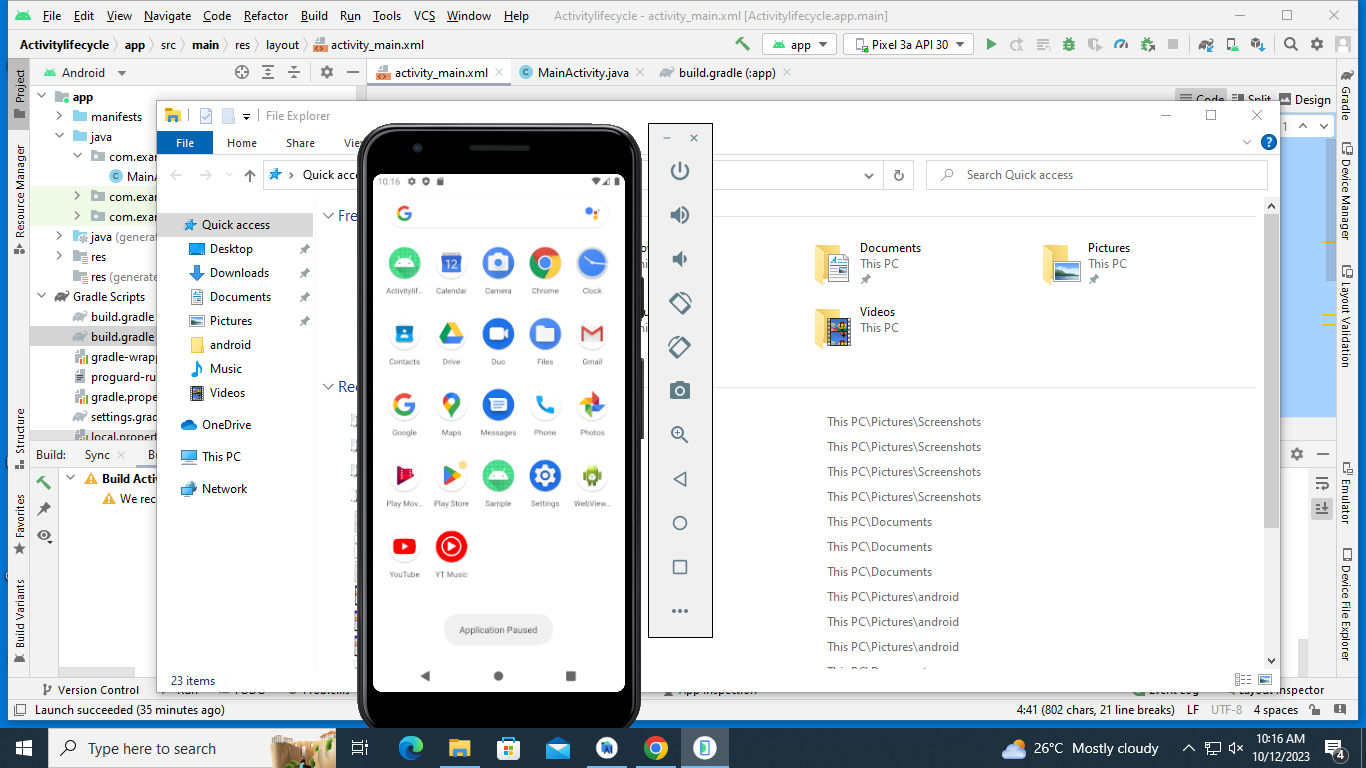 File Edit View Navigate Code Refactor Build Run Tools VCS Window Help Activitylifecycle - activity_main.xml [Activitylifecycle.app.main]
Activitylifecycle app src main res layout activity_main.xml app Pixel 3a API 30
Project
Android
activity_main.xml MainActivity.java build.gradle (:app)
Gradle
app
Code Split Design
manifests
java
com.exa
MainA
com.exar
com.exar
java (genera
res
res (generate
Gradle Scripts
build.gradle
build.gradle
gradle-wrapp
proguard-ru
gradle.prope
settings.grad
local.propert
Resource Manager
Structure
Favorites
Build Variants
Device Manager
Layout Validation
Emulator
Device File Explorer
1
File Explorer
File Home Share Vie
Quick acce
Search Quick access
Quick access
Desktop
Downloads
Documents
Pictures
android
Music
Videos
OneDrive
This PC
Network
Fre
Rec
Documents
This PC
Pictures
This PC
Videos
This PC
This PC\Pictures\Screenshots
This PC\Pictures\Screenshots
This PC\Pictures\Screenshots
This PC\Pictures\Screenshots
This PC\Documents
This PC\Documents
This PC\Documents
This PC\Pictures\android
This PC\Pictures\android
This PC\Pictures\android
23 items
10:16
Activitylif... Calendar Camera Chrome Clock
Contacts Drive Duo Files Gmail
Google Maps Messages Phone Photos
Play Mov... Play Store Sample Settings WebView...
YouTube YT Music
Application Paused
Build: Sync Bu
Build Activ
We reco
Version Control Run TODO Problems App Inspection Event Log Layout Inspector
Launch succeeded (35 minutes ago)
4:41 (802 chars, 21 line breaks) LF UTF-8 4 spaces
Type here to search
26°C Mostly cloudy
10:16 AM
10/12/2023
4